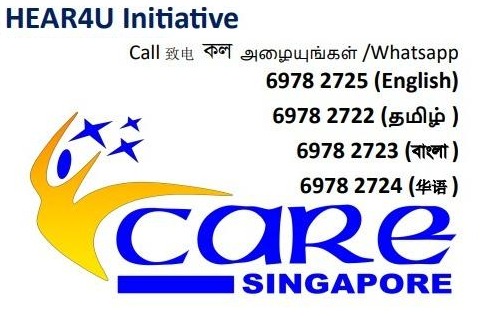 HEAR4U Initiative
Call 致电 কল அழையுங்கள் /Whatsapp
6978 2725 (English)
6978 2722 (தமிழ் )
6978 2723 (বাংলা )
6978 2724 (华语 )
care
SINGAPORE